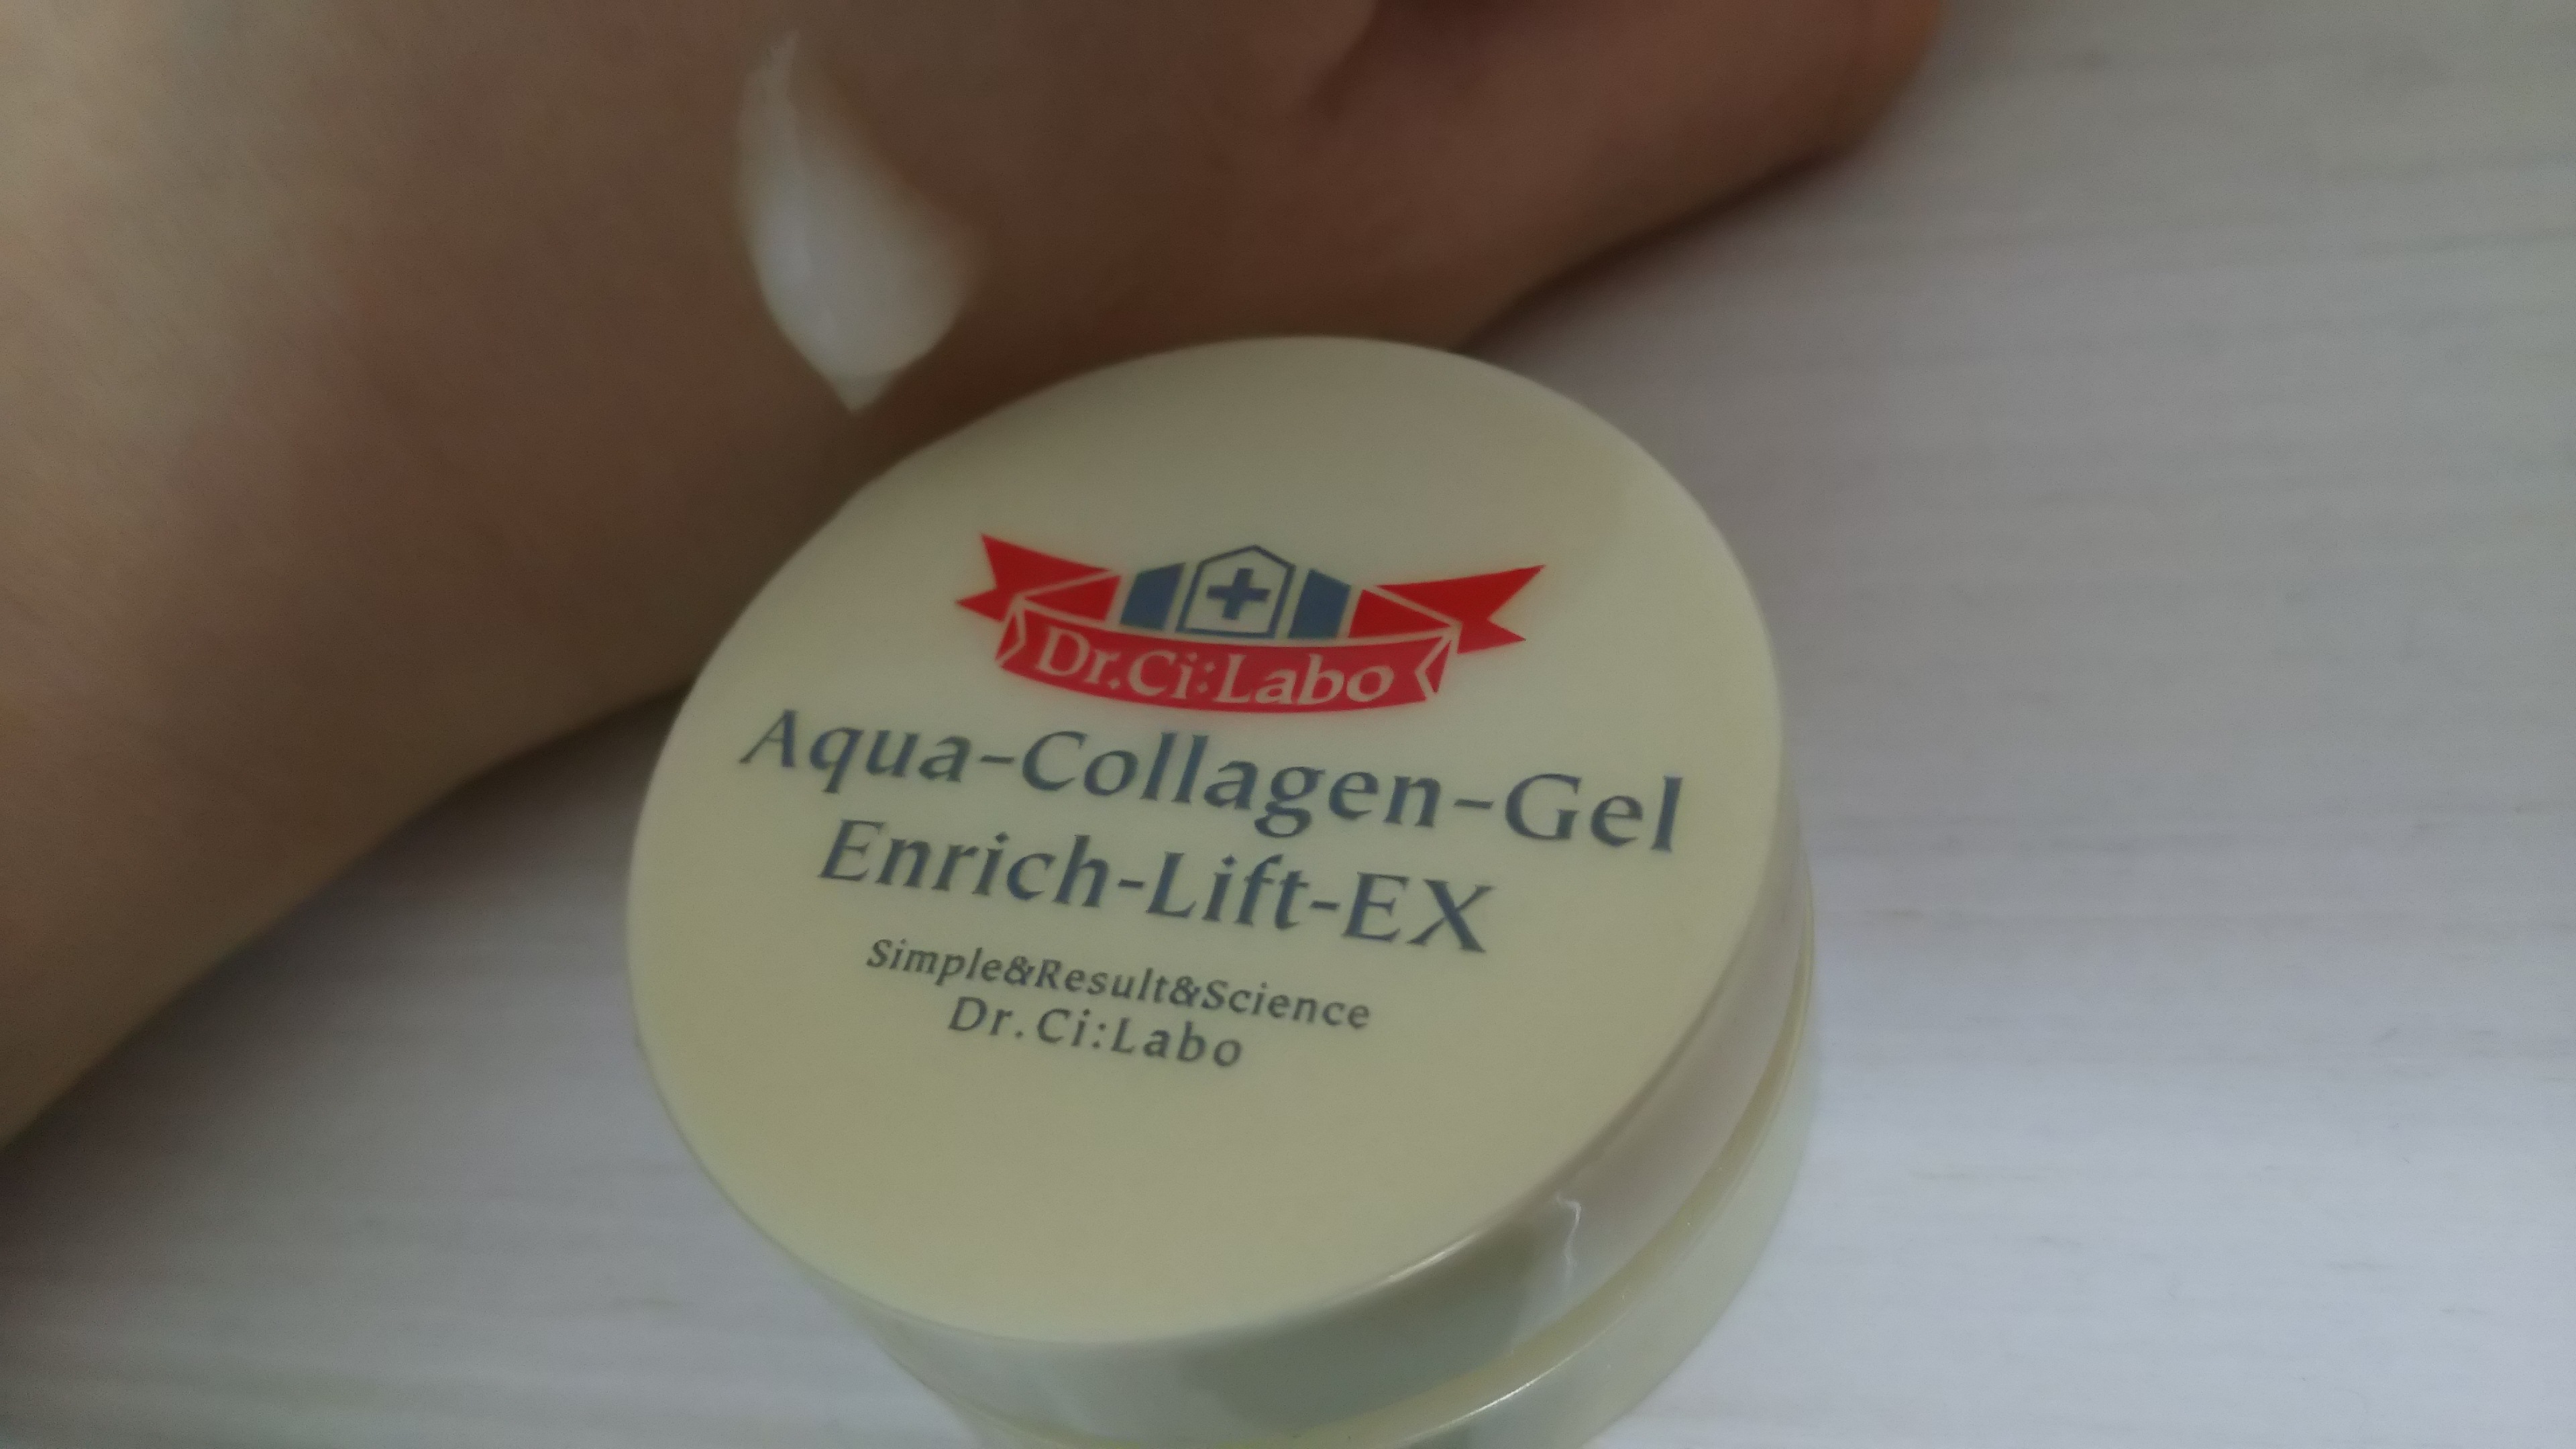 Dr.Ci:Labo
Aqua-Collagen-Gel
Enrich-Lift-EX
Simple&Result&Science
Dr.Ci:Labo